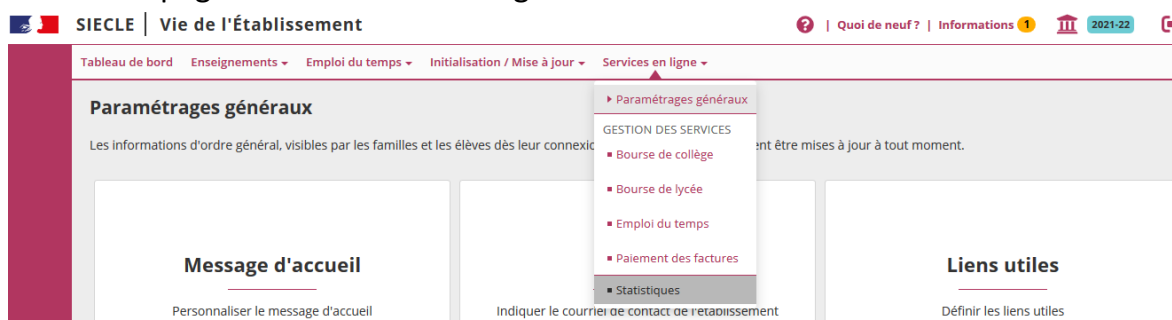 SIECLE | Vie de l'Établissement
| Quoi de neuf ? | Informations 1 2021-22
Tableau de bord Enseignements Emploi du temps Initialisation / Mise à jour Services en ligne
Paramétrages généraux
Paramétrages généraux
GESTION DES SERVICES
Les informations d'ordre général, visibles par les familles et les élèves dès leur connexio
nt être mises à jour à tout moment.
Bourse de collège
Bourse de lycée
Emploi du temps
Paiement des factures
Statistiques
Message d'accueil
Personnaliser le message d'accueil
Indiquer le courriel de contact de l'établissement
Liens utiles
Définir les liens utiles